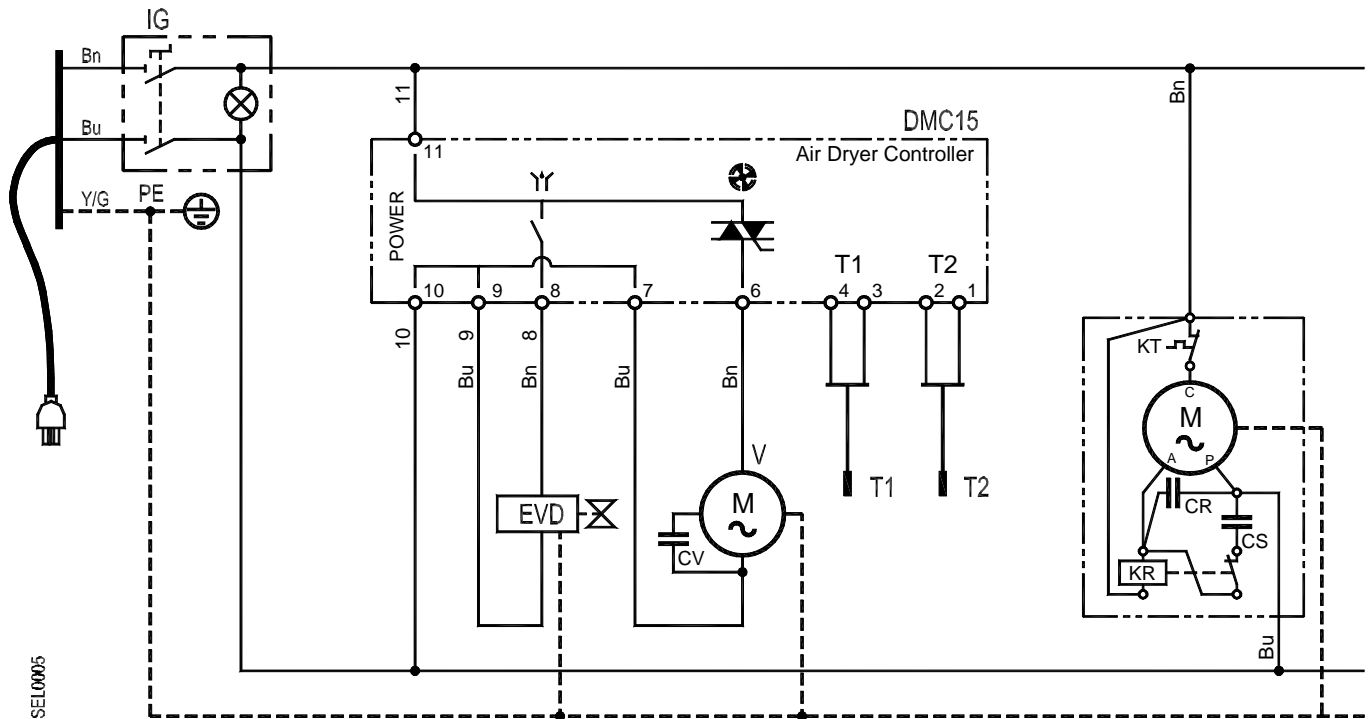 IG
Bn
Bu
Y/G
PE
11
Bn
DMC15
11
Air Dryer Controller
POWER
T1
T2
10
9
8
7
6
4
3
2
1
10
9
8
Bu
Bn
Bu
Bn
KT
C
M
A
P
CR
CS
KR
V
T1
T2
EVD
M
CV
Bu
SEL0005